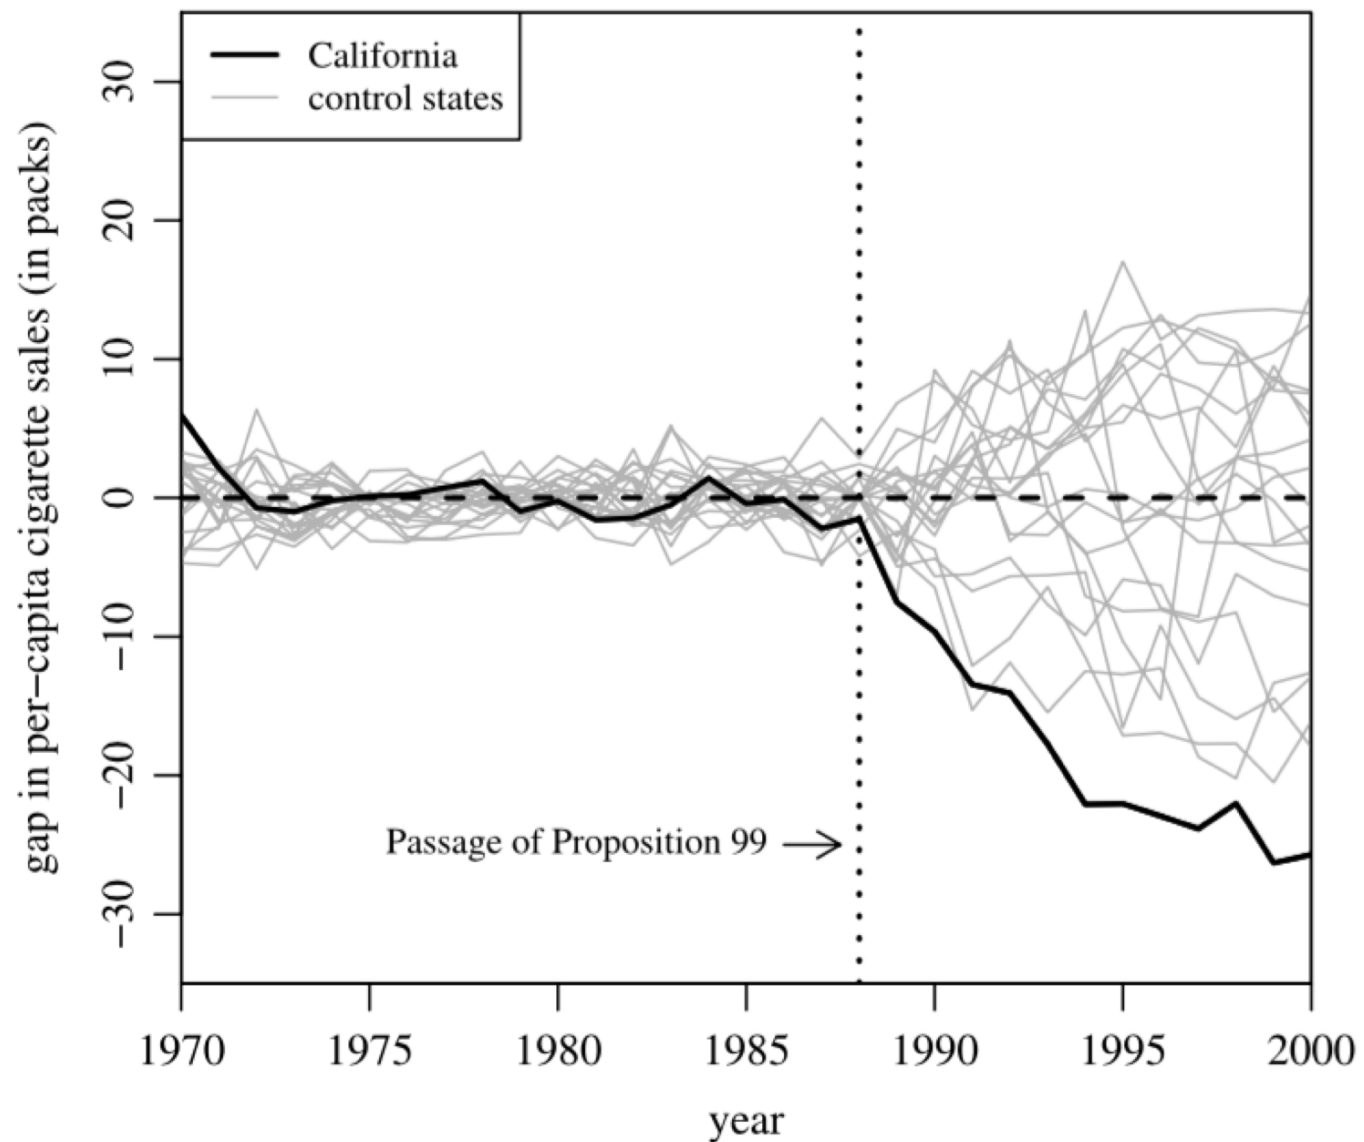 California
control states
30
20
10
0
−10
−20
−30
gap in per−capita cigarette sales (in packs)
Passage of Proposition 99
1970 1975 1980 1985 1990 1995 2000
year